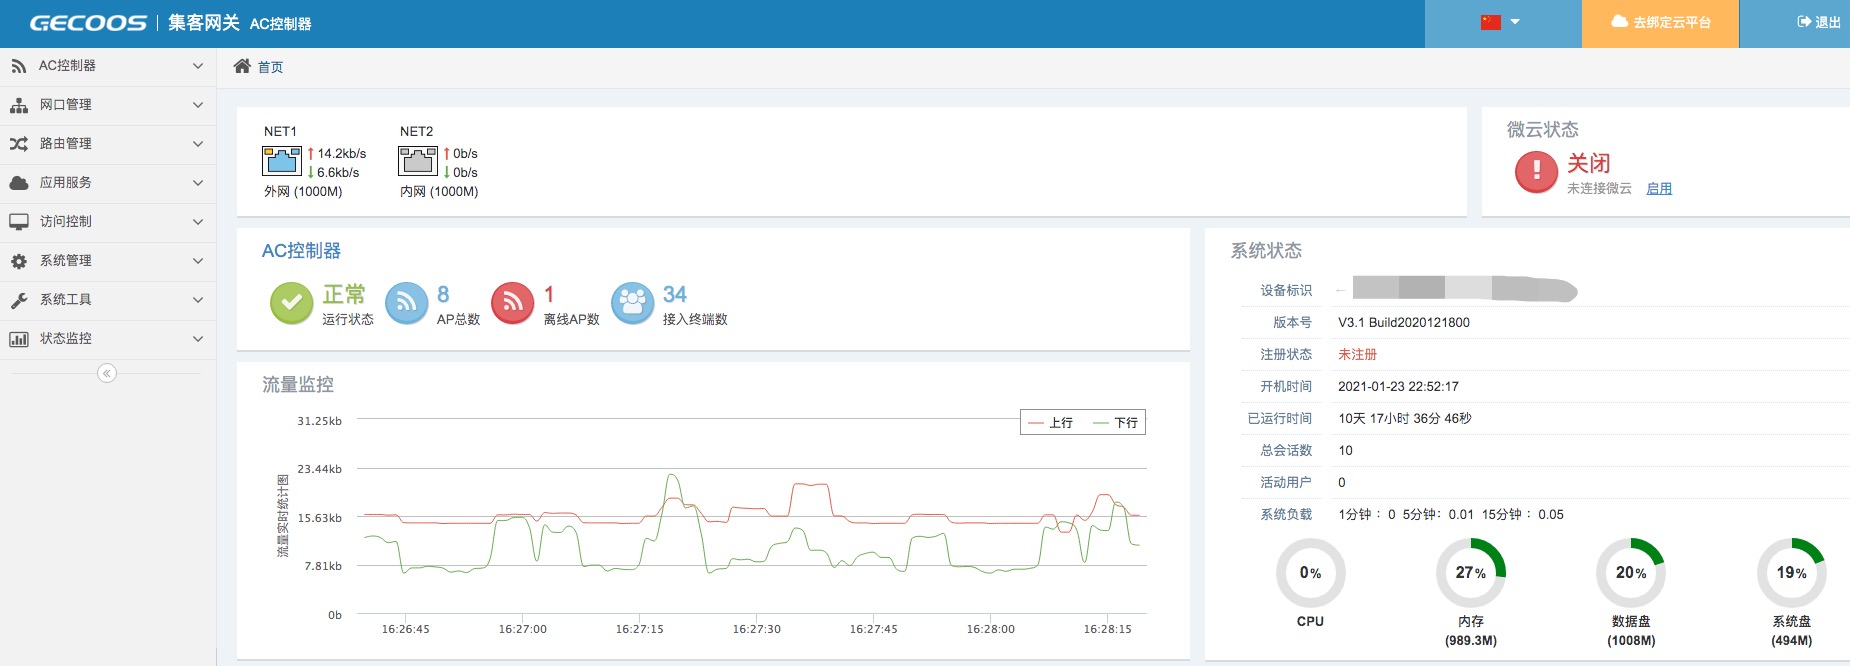 GECOOS | 集客网关 AC控制器
去绑定云平台
退出
AC控制器
网口管理
路由管理
应用服务
访问控制
系统管理
系统工具
状态监控
首页
NET1
14.2kb/s
6.6kb/s
外网 (1000M)
NET2
0b/s
0b/s
内网 (1000M)
微云状态
关闭
未连接微云 启用
AC控制器
正常
运行状态
8
AP总数
1
离线AP数
34
接入终端数
流量监控
上行 下行
流量实时统计图
31.25kb
23.44kb
15.63kb
7.81kb
0b
16:26:45 16:27:00 16:27:15 16:27:30 16:27:45 16:28:00 16:28:15
系统状态
设备标识
版本号 V3.1 Build2020121800
注册状态 未注册
开机时间 2021-01-23 22:52:17
已运行时间 10天 17小时 36分 46秒
总会话数 10
活动用户 0
系统负载 1分钟： 0 5分钟： 0.01 15分钟： 0.05
0%
CPU
27%
内存
(989.3M)
20%
数据盘
(1008M)
19%
系统盘
(494M)